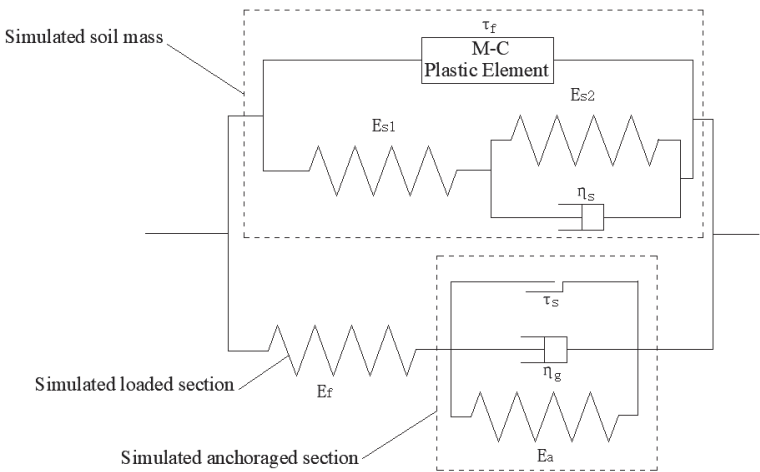 Simulated soil mass
τf
M-C
Plastic Element
Es1
Es2
ηs
τs
ηg
Simulated loaded section
Ef
Simulated anchoraged section
Ea